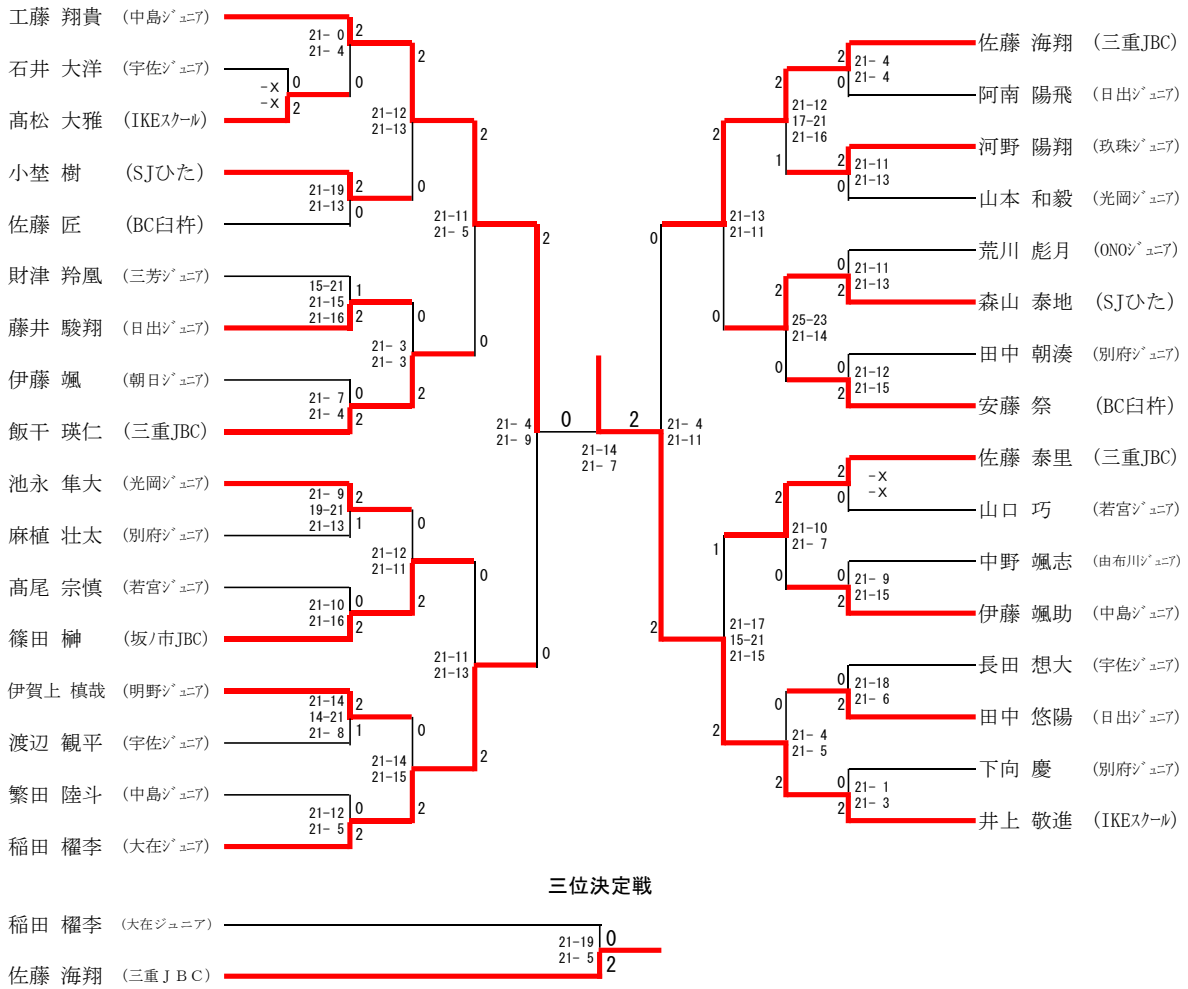 工藤 翔貴 (中島ｼﾞｭﾆｱ)
石井 大洋 (宇佐ｼﾞｭﾆｱ)
髙松 大雅 (IKEｽｸｰﾙ)
小埜 樹 (SJひた)
佐藤 匠 (BC臼杵)
財津 羚凰 (三芳ｼﾞｭﾆｱ)
藤井 駿翔 (日出ｼﾞｭﾆｱ)
伊藤 颯 (朝日ｼﾞｭﾆｱ)
飯干 瑛仁 (三重JBC)
池永 隼大 (光岡ｼﾞｭﾆｱ)
麻植 壮太 (別府ｼﾞｭﾆｱ)
髙尾 宗慎 (若宮ｼﾞｭﾆｱ)
篠田 榊 (坂ﾉ市JBC)
伊賀上 槙哉 (明野ｼﾞｭﾆｱ)
渡辺 観平 (宇佐ｼﾞｭﾆｱ)
繁田 陸斗 (中島ｼﾞｭﾆｱ)
稲田 櫂李 (大在ｼﾞｭﾆｱ)
21- 0 2
21- 4
-X 0
-X 2
0
21-19 2
21-13 0
15-21 1
21-15
21-16 2
21- 7 0
21- 4 2
21- 9 2
19-21
21-13 1
21-10 0
21-16 2
21-14 2
14-21
21- 8 1
21-12 0
21- 5 2
2
21-12
21-13
0
0
21- 3
21- 3
2
0
21-12
21-11
2
0
21-14
21-15
2
2
21-11
21- 5
0
0
21-11
21-13
2
2
21- 4
21- 9
0
0 2
21-14
21- 7
0
21- 4
21-11
2
2
21-13
21-11
0
1
21-17
15-21
21-15
2
2
21-12
17-21
21-16
1
2
25-23
21-14
0
2
21-10
21- 7
0
0
21- 4
21- 5
2
2 21- 4
0 21- 4
2 21-11
0 21-13
0 21-11
2 21-13
0 21-12
2 21-15
2 -X
0 -X
0 21- 9
2 21-15
0 21-18
2 21- 6
0 21- 1
2 21- 3
佐藤 海翔 (三重JBC)
阿南 陽飛 (日出ｼﾞｭﾆｱ)
河野 陽翔 (玖珠ｼﾞｭﾆｱ)
山本 和毅 (光岡ｼﾞｭﾆｱ)
荒川 彪月 (ONOｼﾞｭﾆｱ)
森山 泰地 (SJひた)
田中 朝湊 (別府ｼﾞｭﾆｱ)
安藤 祭 (BC臼杵)
佐藤 泰里 (三重JBC)
山口 巧 (若宮ｼﾞｭﾆｱ)
中野 颯志 (由布川ｼﾞｭﾆｱ)
伊藤 颯助 (中島ｼﾞｭﾆｱ)
長田 想大 (宇佐ｼﾞｭﾆｱ)
田中 悠陽 (日出ｼﾞｭﾆｱ)
下向 慶 (別府ｼﾞｭﾆｱ)
井上 敬進 (IKEｽｸｰﾙ)
三位決定戦
稲田 櫂李 (大在ジュニア)
佐藤 海翔 (三重ＪＢＣ)
21-19 0
21- 5 2